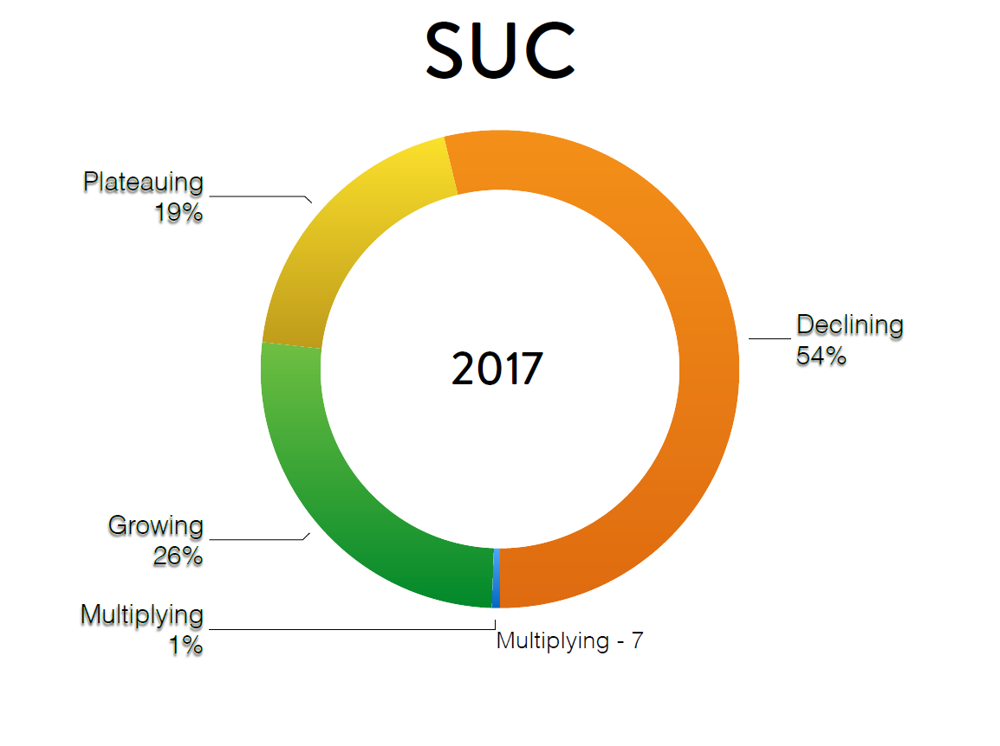 SUC
Plateauing
19%
Declining
54%
2017
Growing
26%
Multiplying
1%
Multiplying - 7